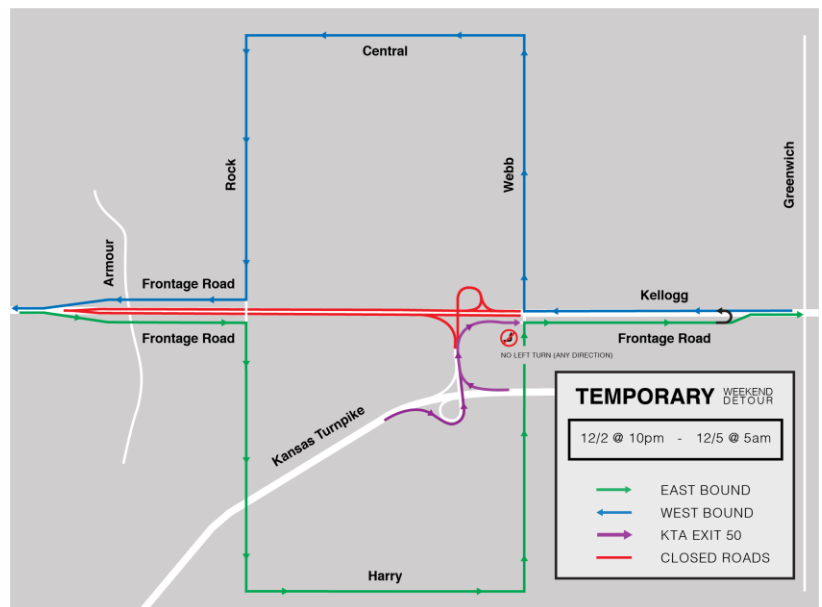 Central
Rock
Webb
Greenwich
Armour
Frontage Road
Kellogg
Frontage Road
Frontage Road
NO LEFT TURN (ANY DIRECTION)
Kansas Turnpike
TEMPORARY WEEKEND
DETOUR
12/2 @ 10pm - 12/5 @ 5am
EAST BOUND
WEST BOUND
KTA EXIT 50
CLOSED ROADS
Harry